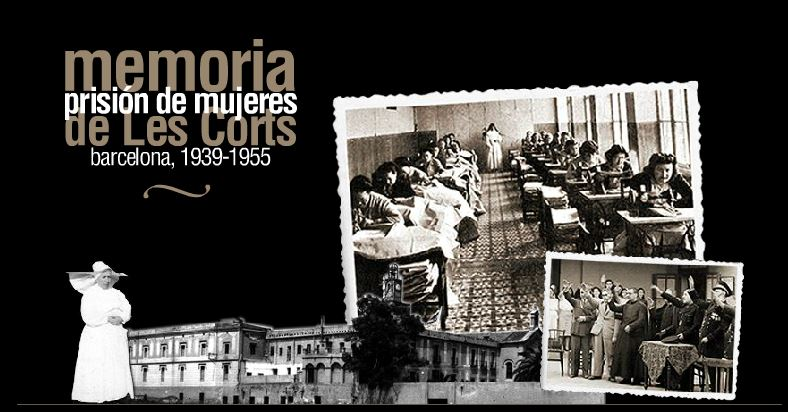 memoria
prisión de mujeres
de Les Corts
barcelona, 1939-1955